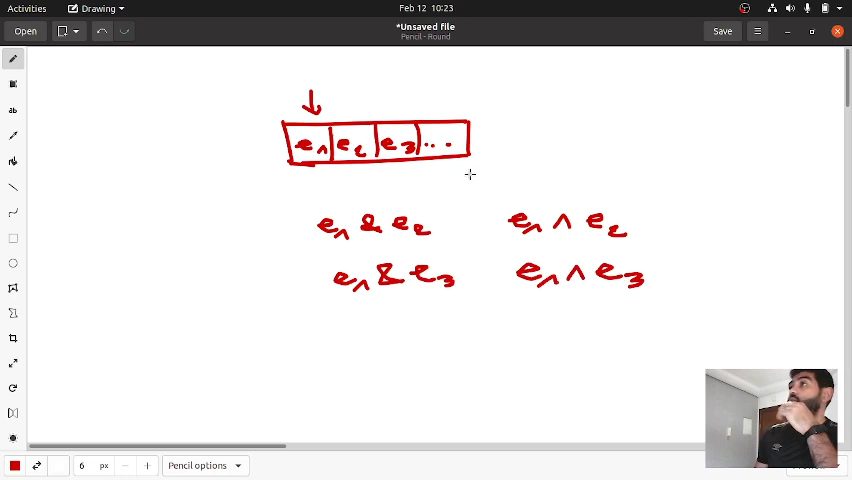 Activities
Drawing
Feb 12 10:23
Open
*Unsaved file
Pencil - Round
Save
e1 e2 e3 ...
e1 & e2 e1 ^ e2
e1 & e3 e1 ^ e3
ab
6 px
Pencil options